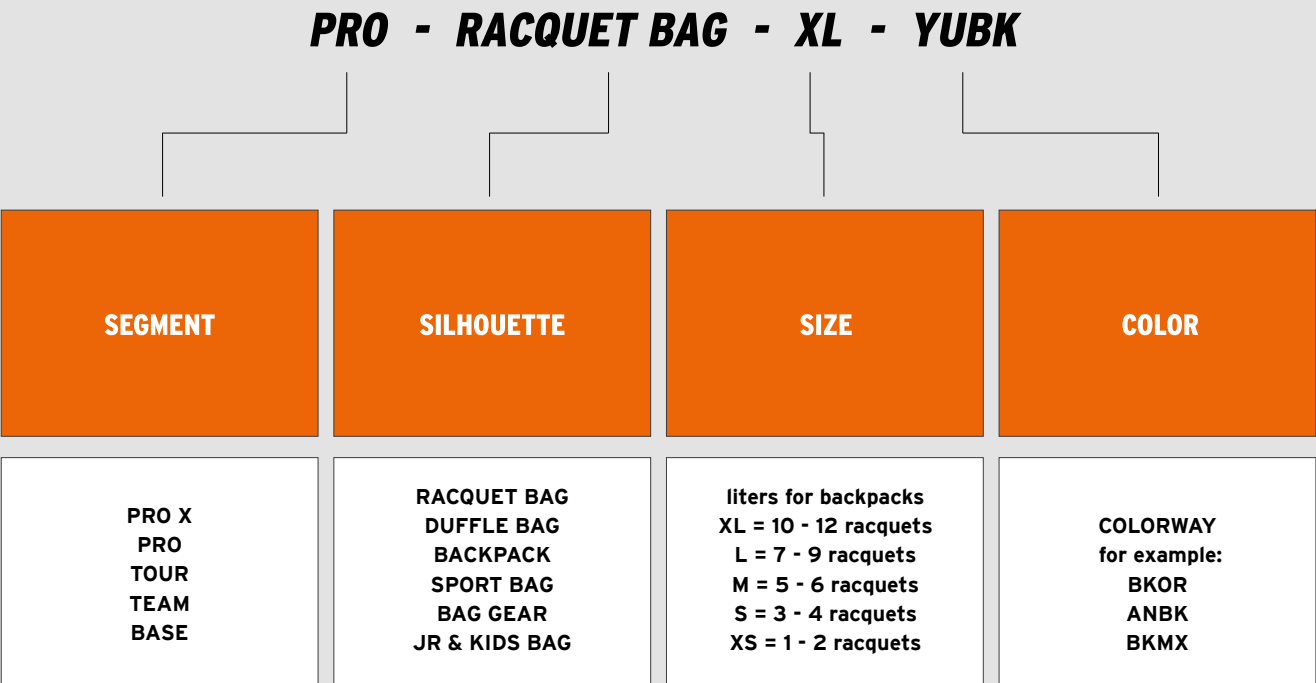 PRO - RACQUET BAG - XL - YUBK
SEGMENT
SILHOUETTE
SIZE
COLOR
PRO X
PRO
TOUR
TEAM
BASE
RACQUET BAG
DUFFLE BAG
BACKPACK
SPORT BAG
BAG GEAR
JR & KIDS BAG
liters for backpacks
XL = 10 - 12 racquets
L = 7 - 9 racquets
M = 5 - 6 racquets
S = 3 - 4 racquets
XS = 1 - 2 racquets
COLORWAY
for example:
BKOR
ANBK
BKMX